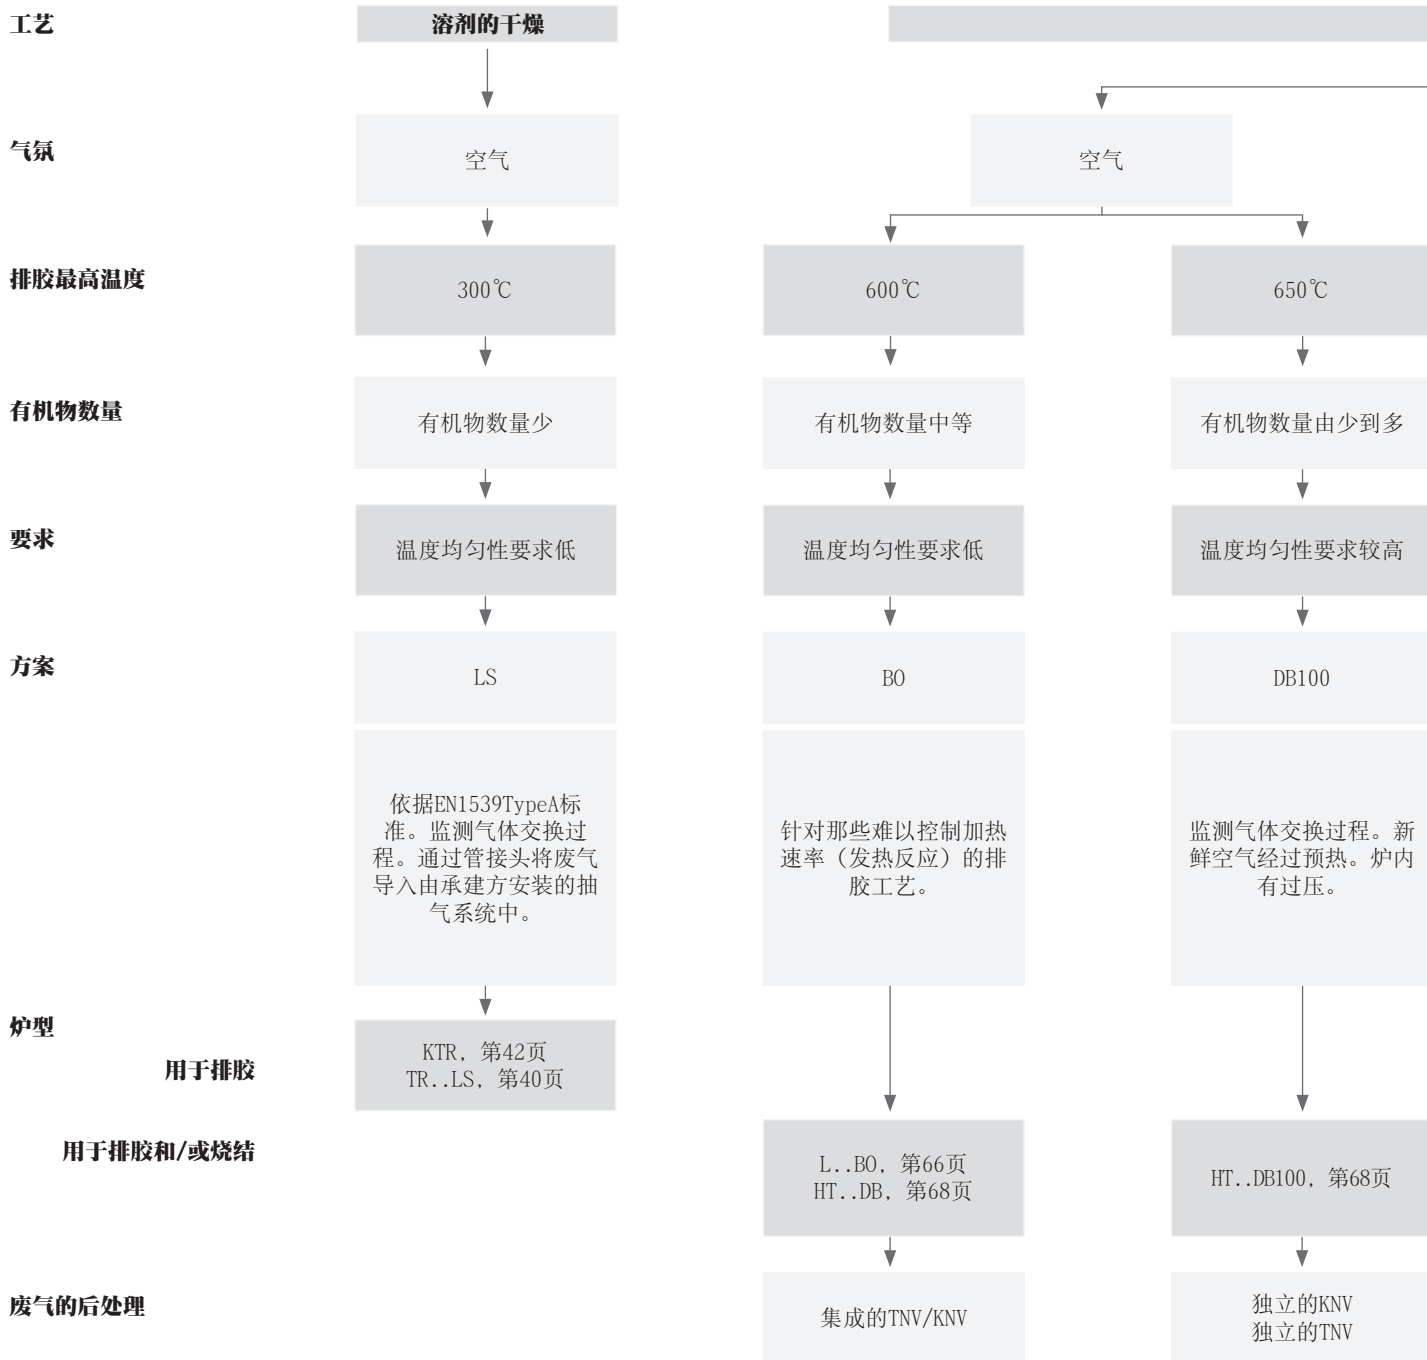 工艺
溶剂的干燥
气氛
空气
空气
排胶最高温度
300℃
600℃
650℃
有机物数量
有机物数量少
有机物数量中等
有机物数量由少到多
要求
温度均匀性要求低
温度均匀性要求低
温度均匀性要求较高
方案
LS
BO
DB100
依据EN1539TypeA标
准。监测气体交换过
程。通过管接头将废气
导入由承建方安装的抽
气系统中。
针对那些难以控制加热
速率（发热反应）的排
胶工艺。
监测气体交换过程。新
鲜空气经过预热。炉内
有过压。
炉型
用于排胶
KTR, 第42页
TR..LS, 第40页
用于排胶和/或烧结
L..BO, 第66页
HT..DB, 第68页
HT..DB100, 第68页
废气的后处理
集成的TNV/KNV
独立的KNV
独立的TNV